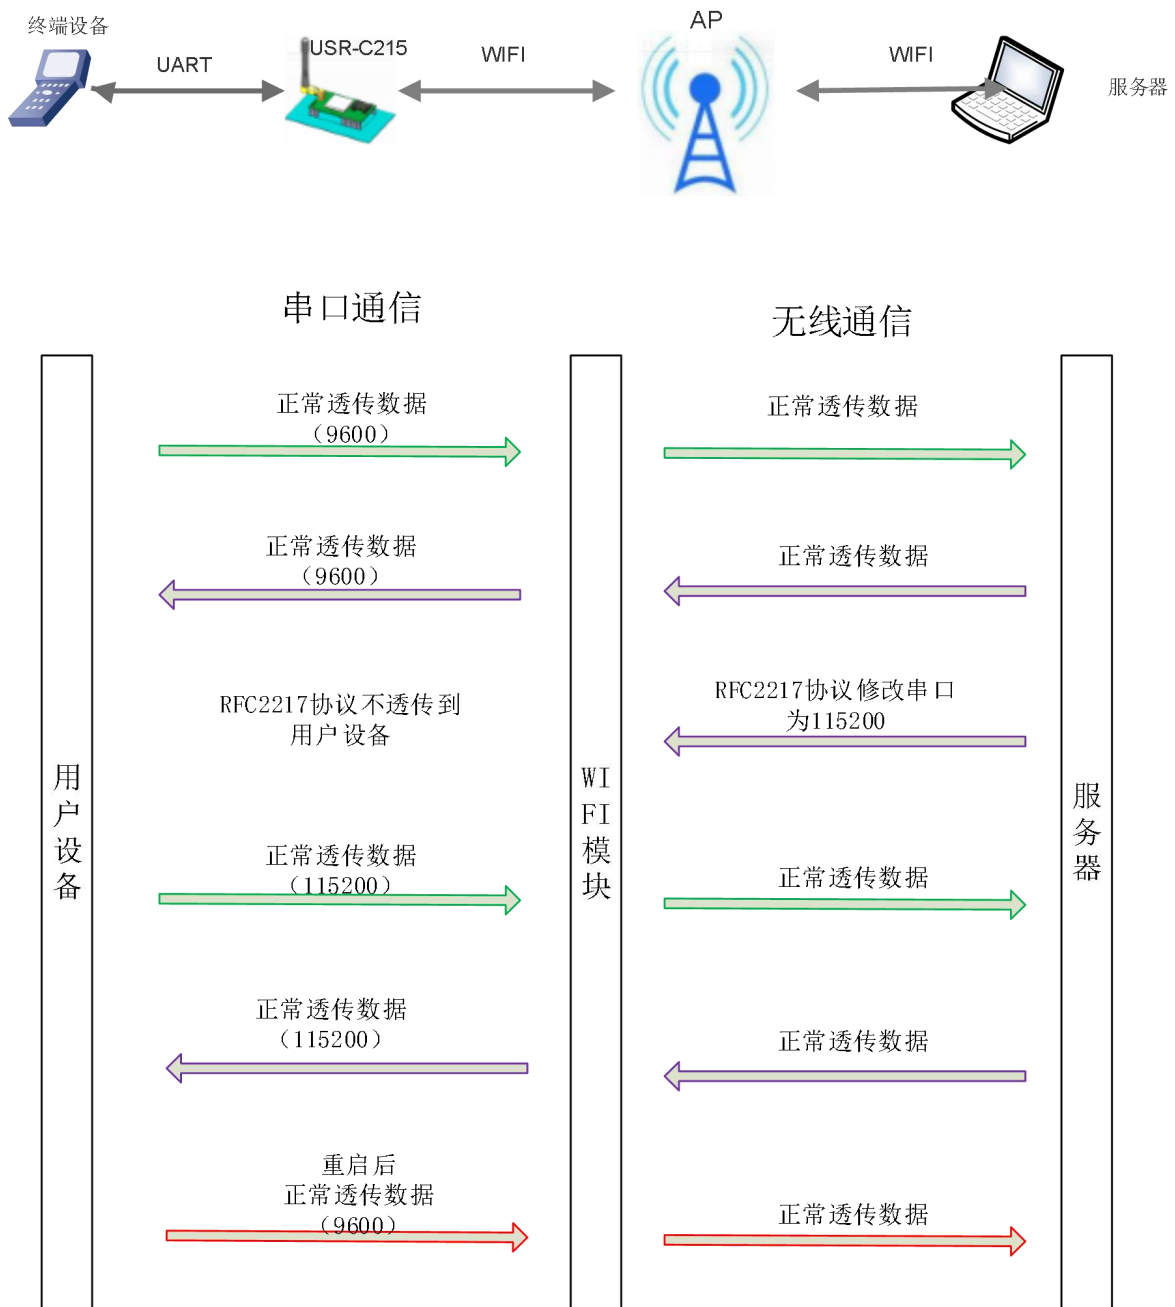 终端设备
UART
USR-C215
WIFI
AP
WIFI
服务器
串口通信
无线通信
正常透传数据
（9600）
正常透传数据
正常透传数据
（9600）
正常透传数据
RFC2217协议不透传到
用户设备
RFC2217协议修改串口
为115200
用户设备
WI
FI
模块
服务器
正常透传数据
(115200)
正常透传数据
正常透传数据
（115200）
正常透传数据
重启后
正常透传数据
(9600)
正常透传数据